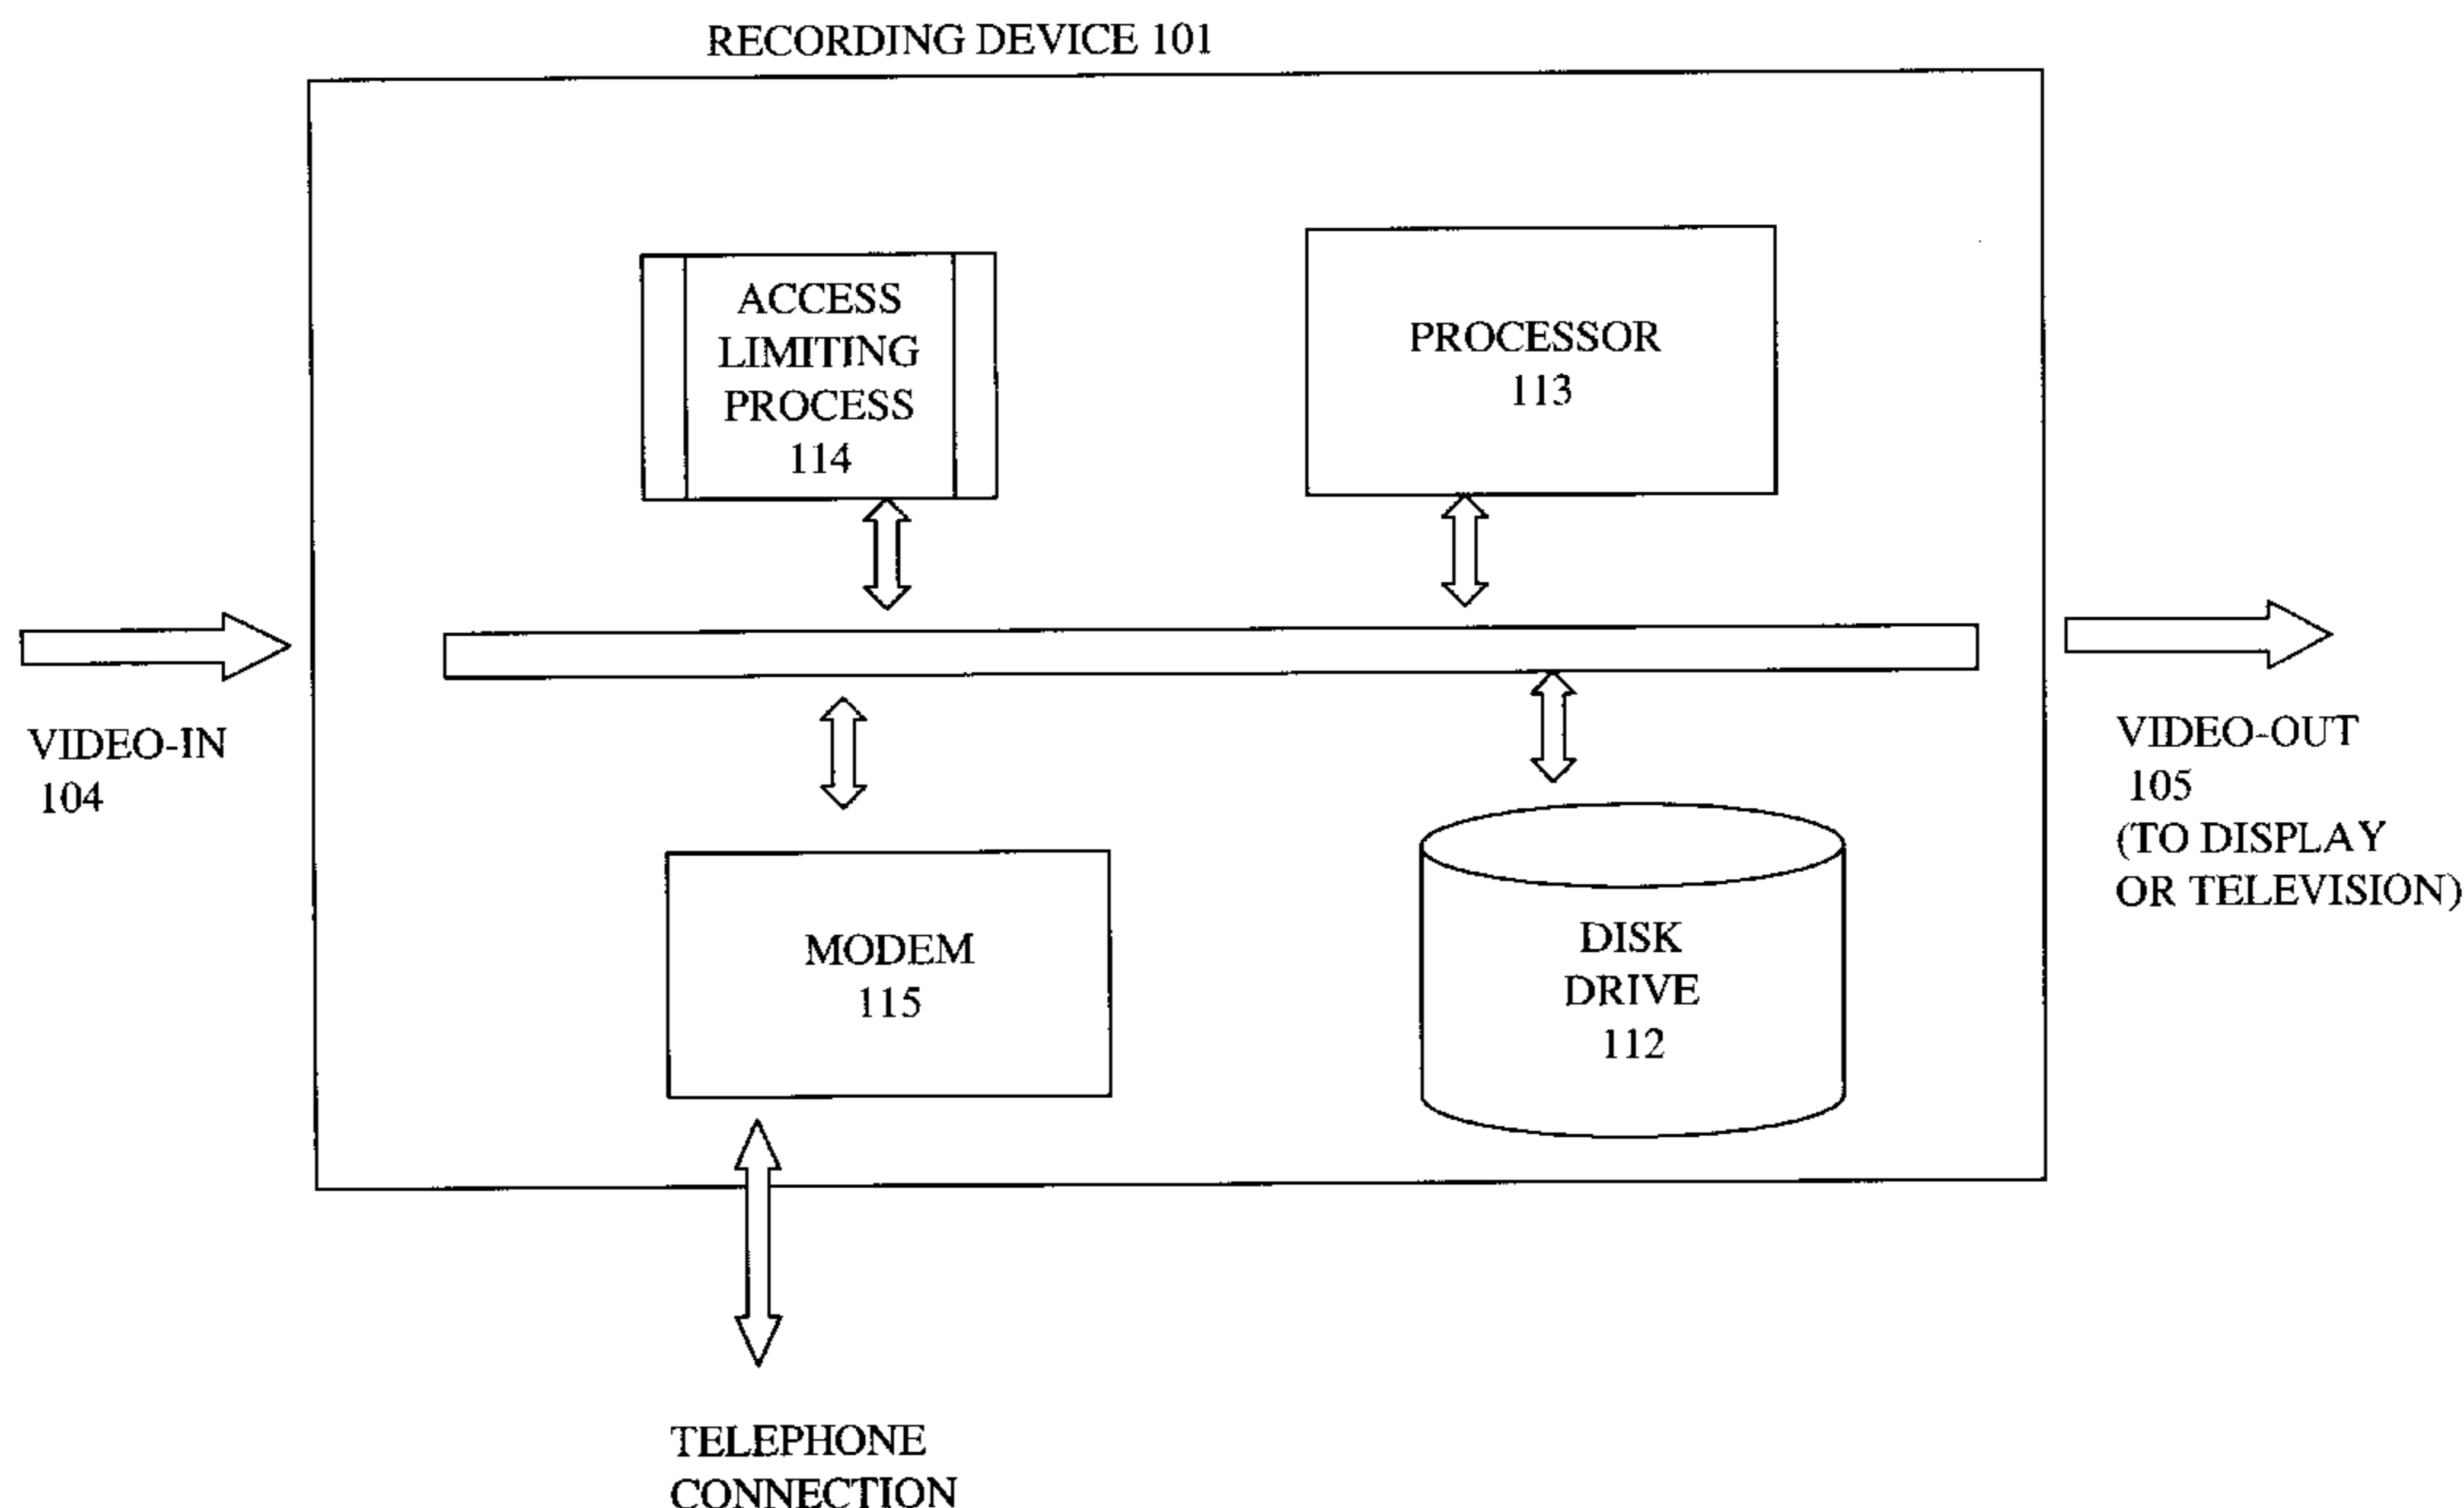 RECORDING DEVICE 101
ACCESS
LIMITING
PROCESS
114
PROCESSOR
113
VIDEO-IN
104
VIDEO-OUT
105
(TO DISPLAY
OR TELEVISION)
MODEM
115
DISK
DRIVE
112
TELEPHONE
CONNECTION